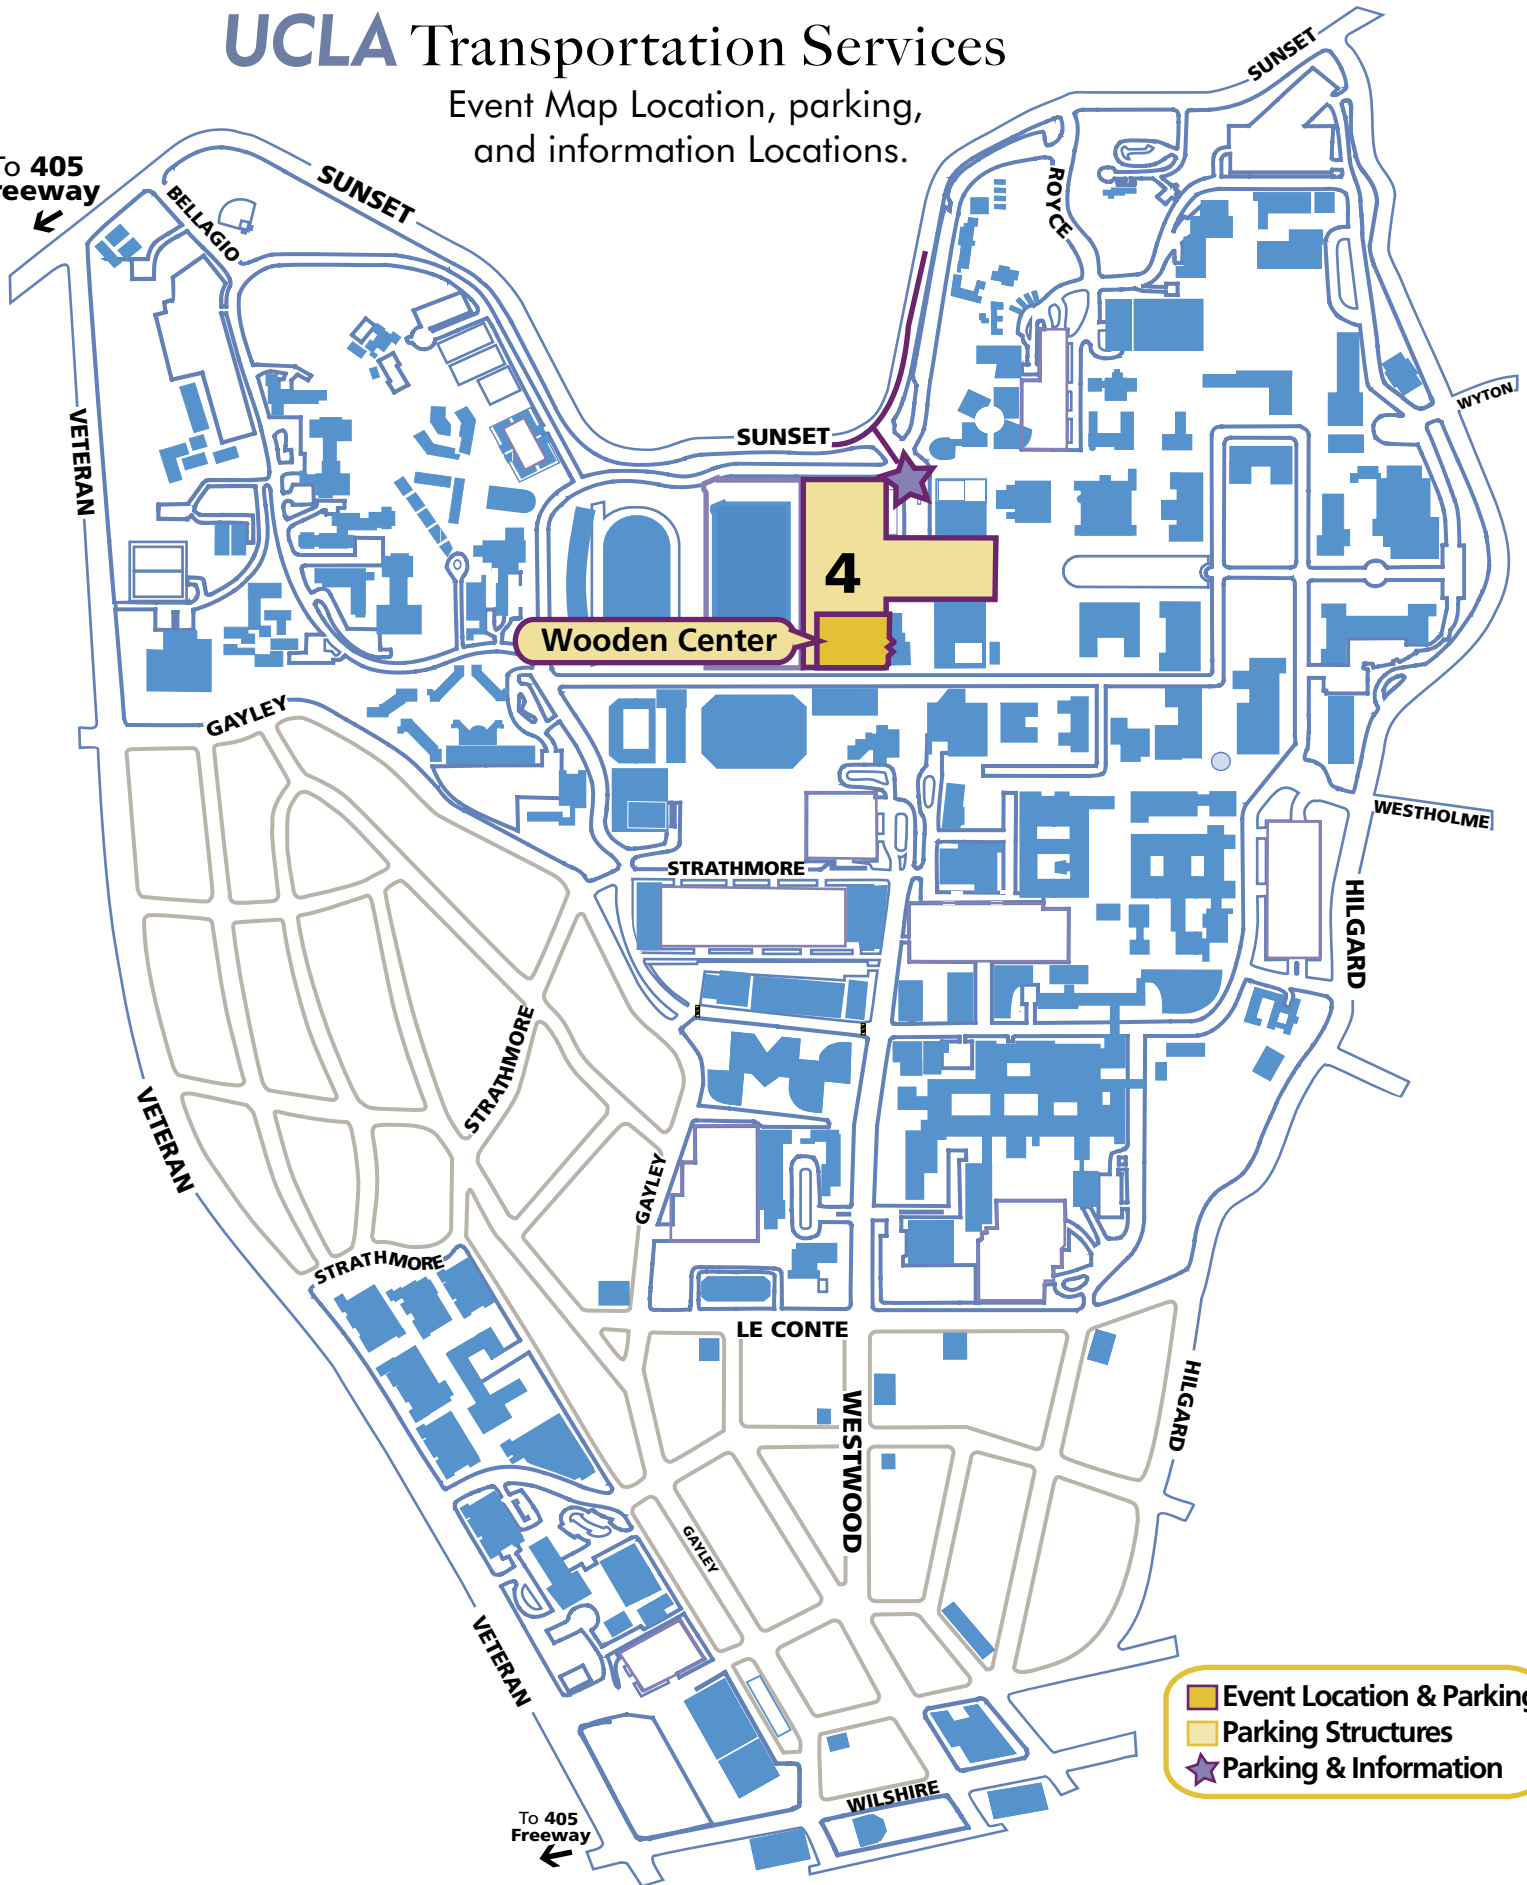 UCLA Transportation Services
Event Map Location, parking,
and information Locations.
SUNSET
To 405
Freeway
SUNSET
BELLAGIO
ROYCE
VETERAN
SUNSET
WYTON
4
Wooden Center
GAYLEY
WESTHOLME
STRATHMORE
HILGARD
STRATHMORE
VETERAN
GAYLEY
STRATHMORE
LE CONTE
WESTWOOD
HILGARD
GAYLEY
VETERAN
Event Location & Parking
Parking Structures
Parking & Information
WILSHIRE
To 405
Freeway